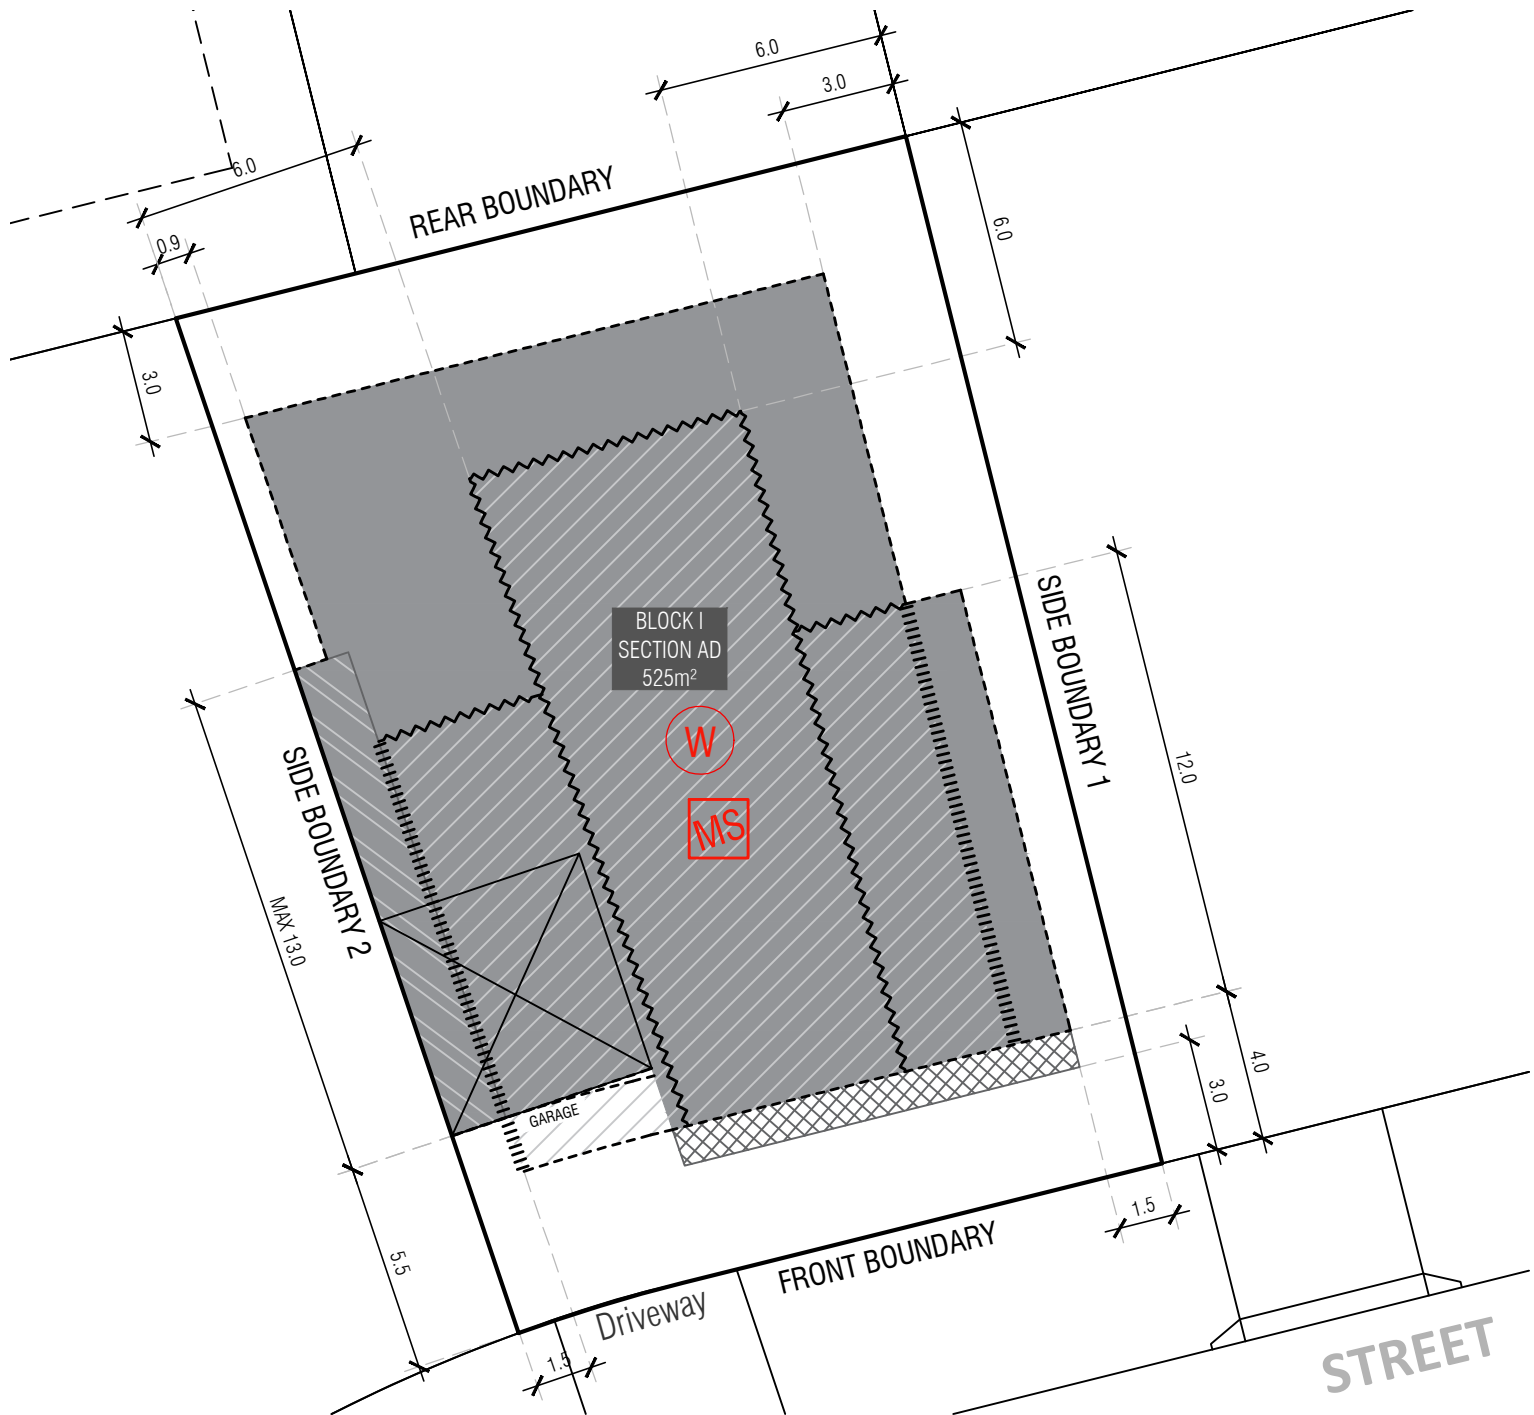 6.0
3.0
6.0
REAR BOUNDARY
0.9
6.0
3.0
SIDE BOUNDARY 1
BLOCK I
SECTION AD
525m²
W
MS
SIDE BOUNDARY 2
12.0
MAX 13.0
4.0
3.0
GARAGE
1.5
FRONT BOUNDARY
5.5
Driveway
1.5
STREET